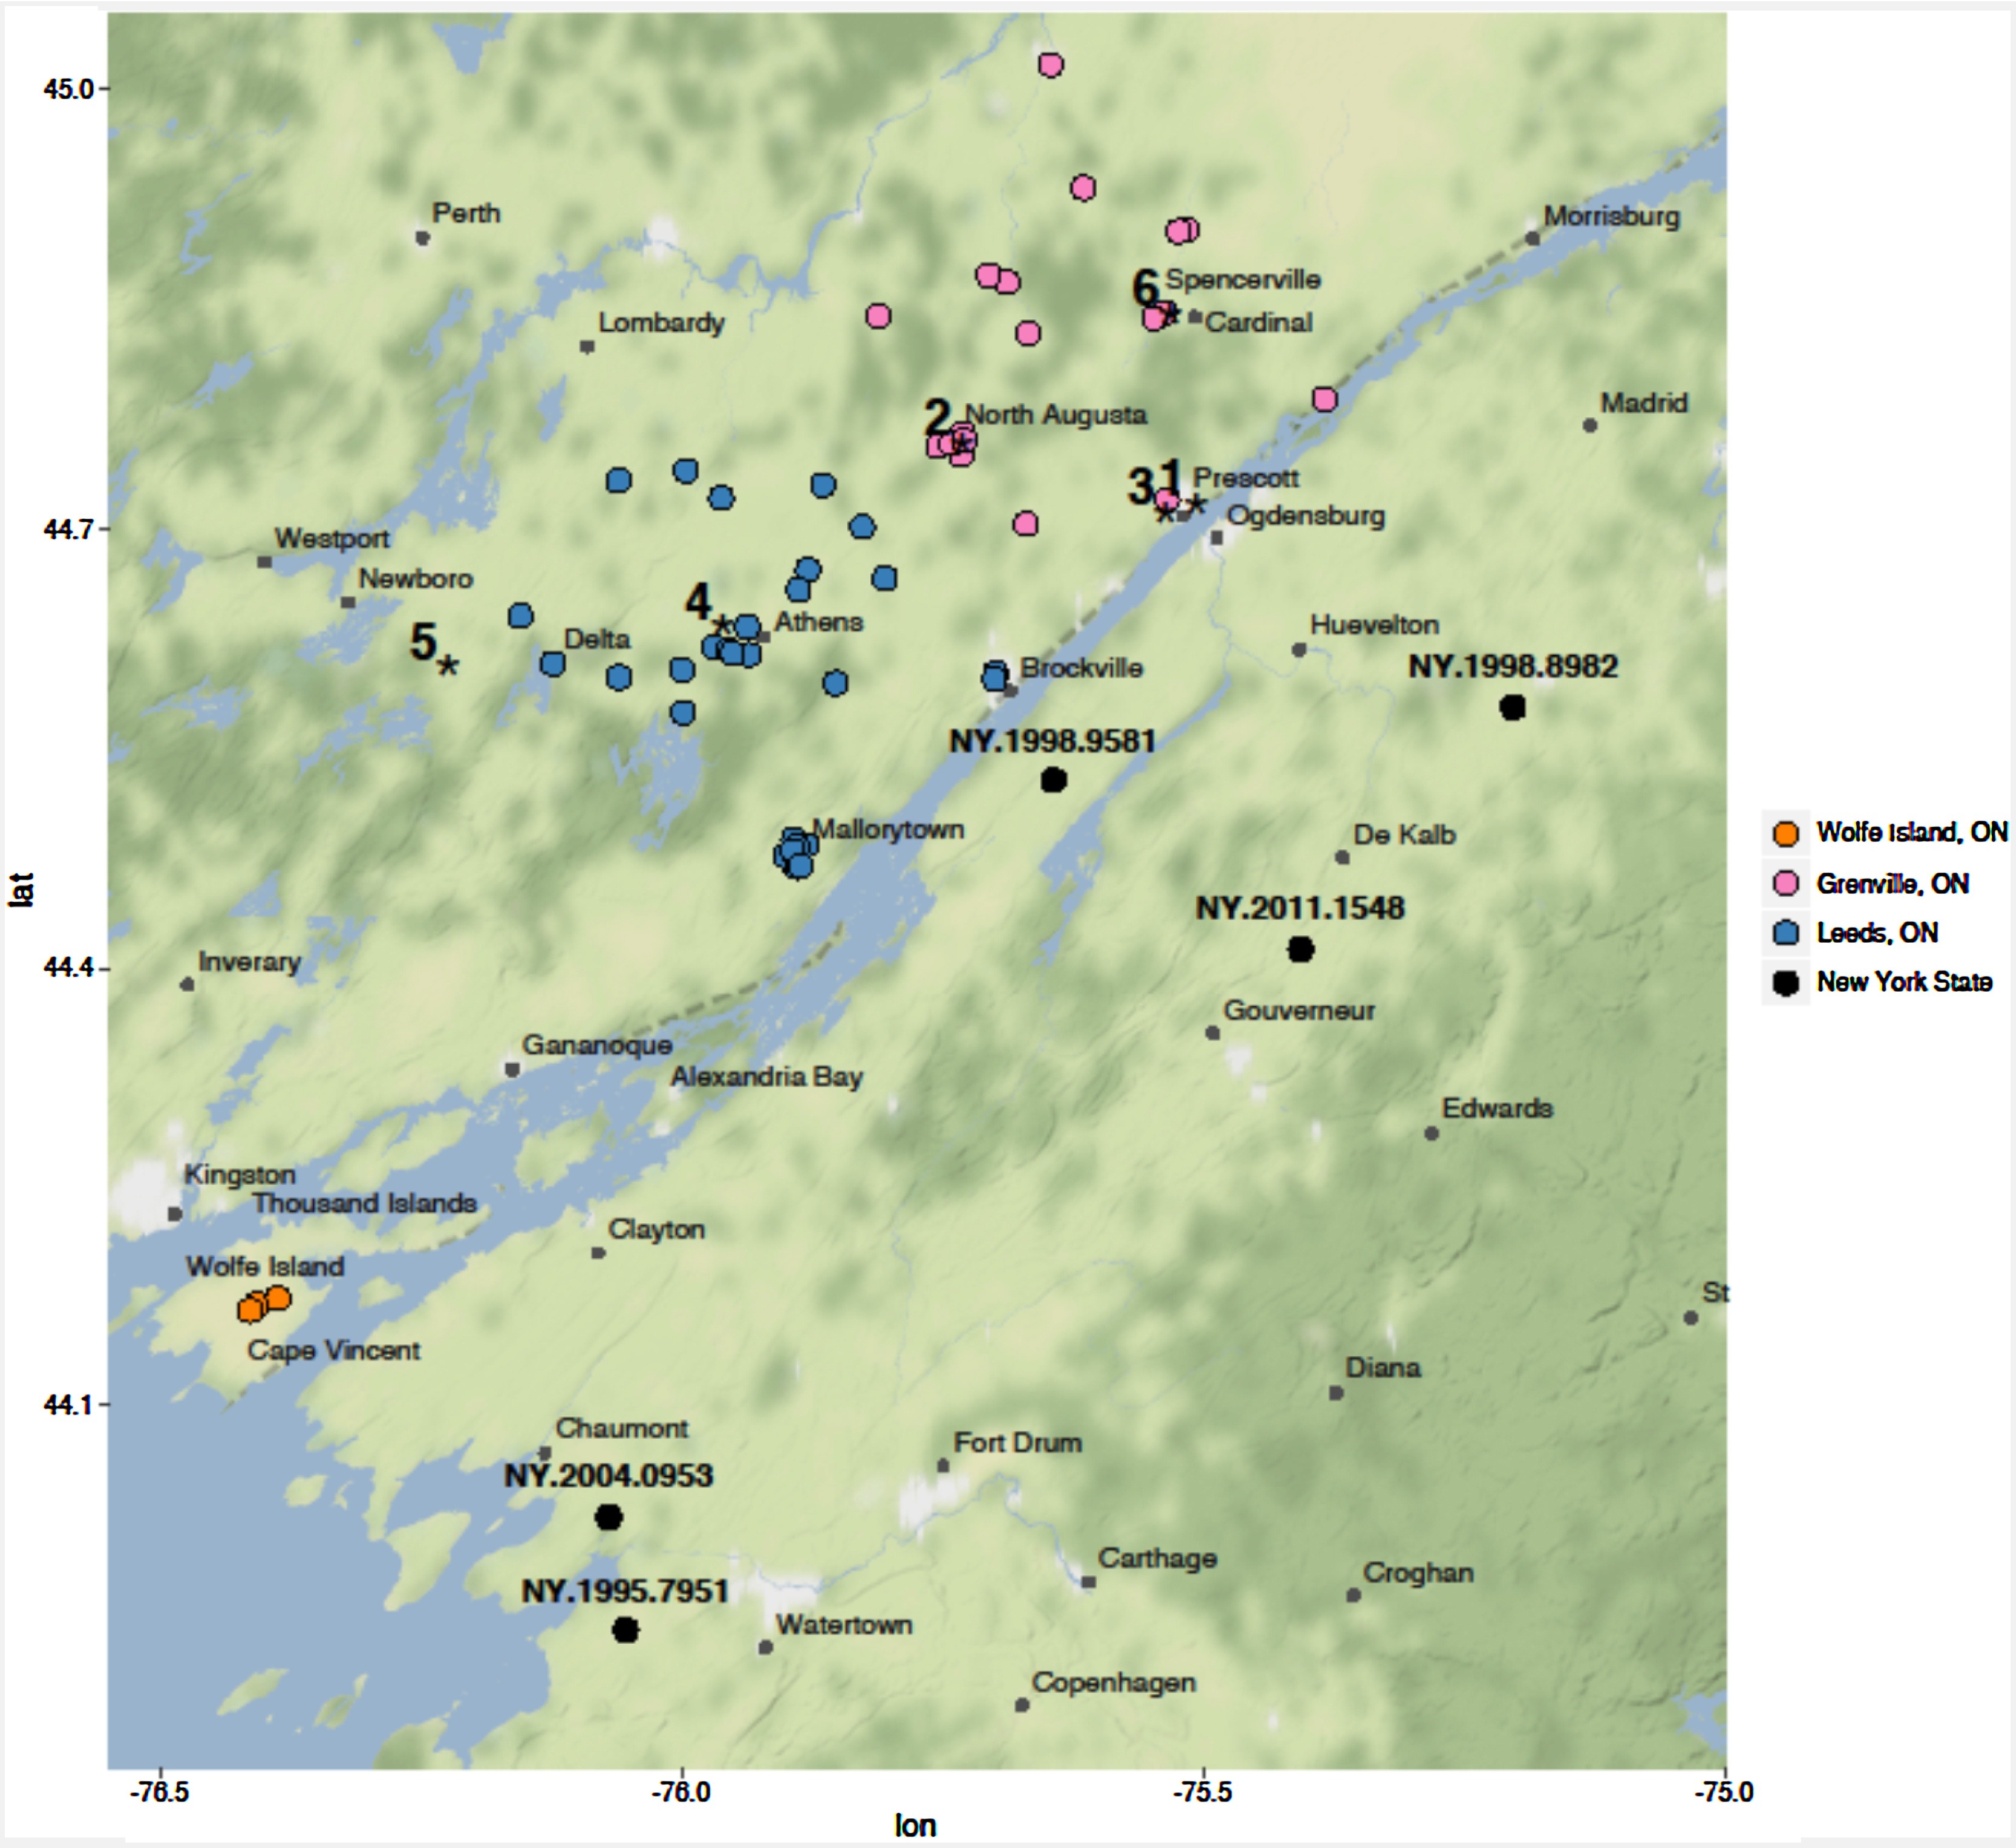 45.0
Perth
Morrisburg
6 Spencerville
Lombardy
Cardinal
Madrid
2 North Augusta
3 1 Prescott
Ogdensburg
44.7
Westport
Newboro
4
*
Athens
Huevelton
5
*
Delta
Brockville
NY.1998.8982
NY.1998.9581
Mallorytown
De Kalb
Wolfe Island, ON
Grenville, ON
Leeds, ON
New York State
lat
NY.2011.1548
44.4
Inverary
Gouverneur
Gananoque
Alexandria Bay
Edwards
Kingston
Thousand Islands
Clayton
Wolfe Island
St
Cape Vincent
Diana
44.1
Chaumont
Fort Drum
NY.2004.0953
Carthage
Croghan
NY.1995.7951
Watertown
Copenhagen
-76.5 -76.0 -75.5 -75.0
lon